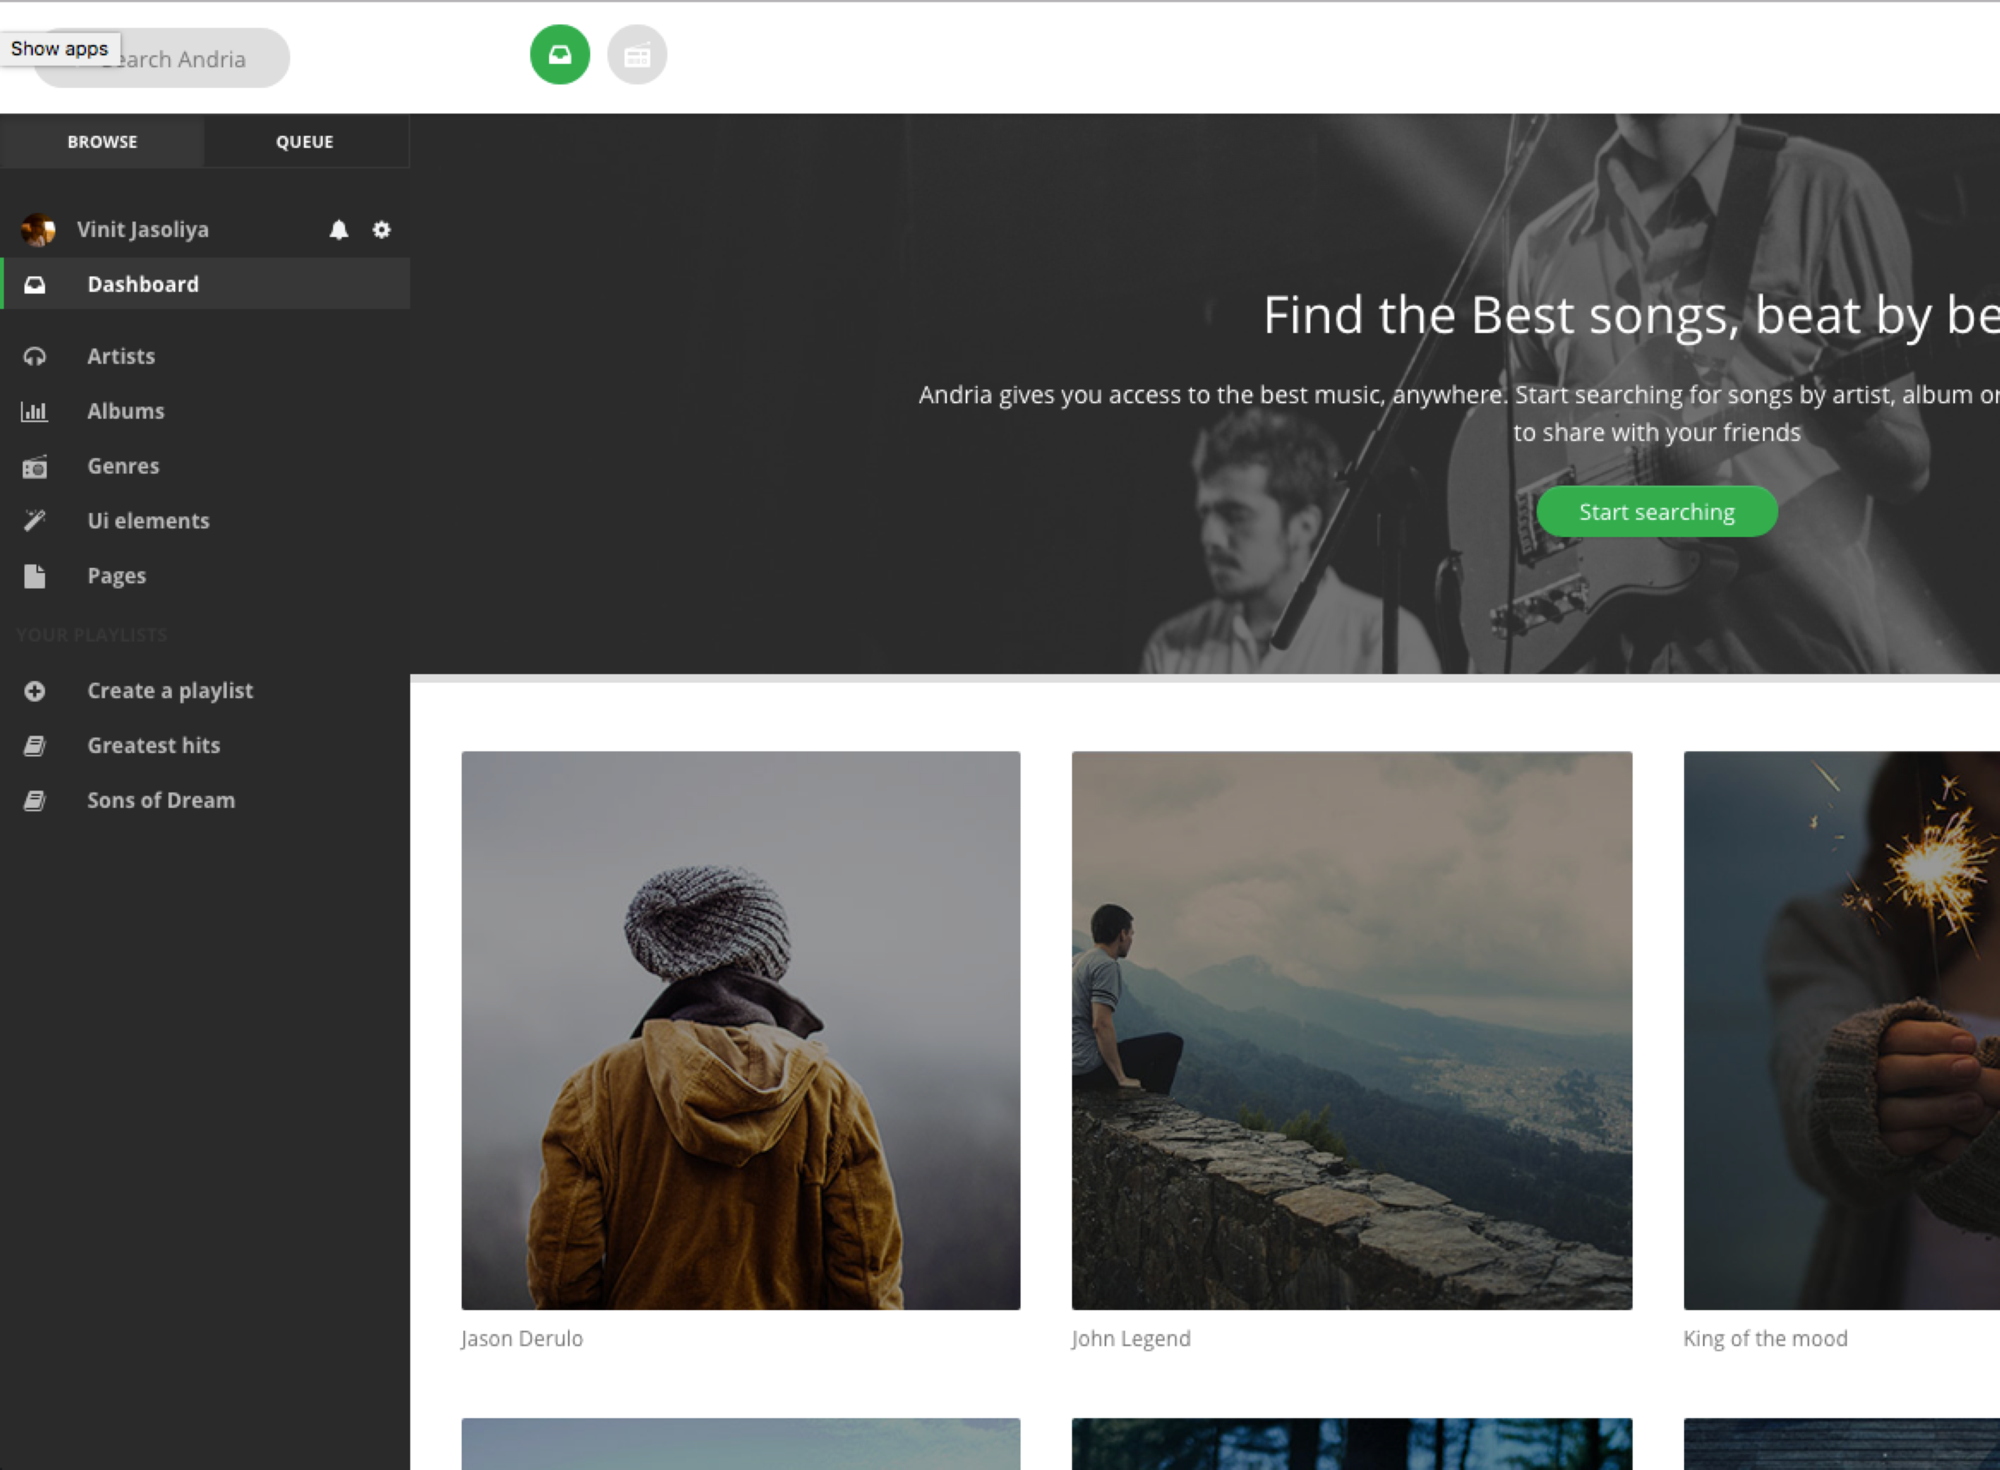 Show apps
earch Andria
BROWSE
QUEUE
Vinit Jasoliya
Dashboard
Artists
Albums
Genres
Ui elements
Pages
YOUR PLAYLISTS
Create a playlist
Greatest hits
Sons of Dream
Find the Best songs, beat by be
Andria gives you access to the best music, anywhere. Start searching for songs by artist, album or
to share with your friends
Start searching
Jason Derulo
John Legend
King of the mood